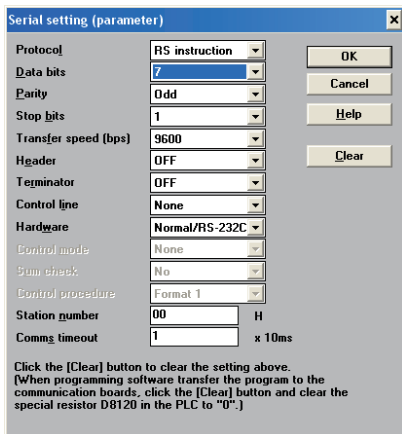 Serial setting (parameter)
Protocol RS instruction OK
Data bits 7
Parity Odd Cancel
Stop bits 1 Help
Transfer speed (bps) 9600
Header OFF Clear
Terminator OFF
Control line None
Hardware Normal/RS-232C
Control mode None
Sum check No
Control procedure Format 1
Station number 00 H
Comms timeout 1 x 10ms
Click the [Clear] button to clear the setting above.
(When programming software transfer the program to the
communication boards, click the [Clear] button and clear the
special resistor D8120 in the PLC to "0".)